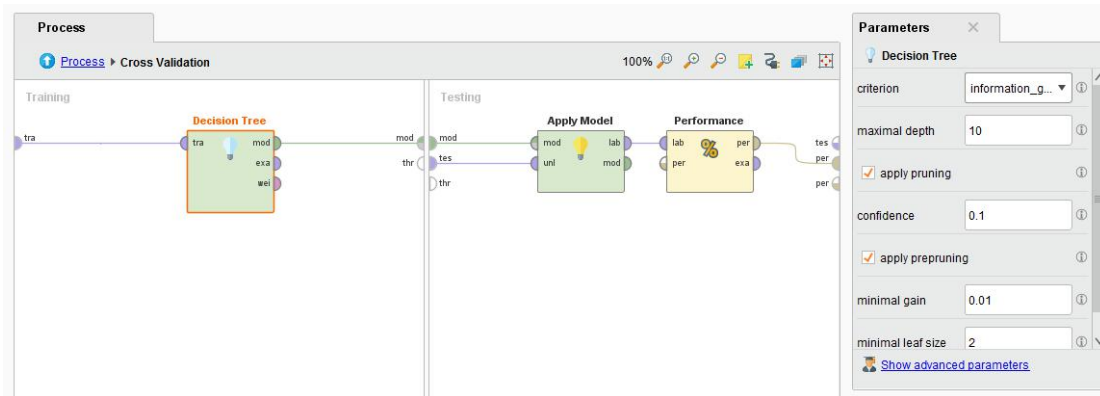 Process
Process ▸ Cross Validation
100%
Training
Testing
tra
Decision Tree
tra
mod
exa
wei
mod
thr
mod
tes
thr
Apply Model
mod
lab
unl
mod
Performance
lab
per
per
exa
%
tes
per
per
Parameters
Decision Tree
criterion
information_g...
maximal depth
10
apply pruning
confidence
0.1
apply prepruning
minimal gain
0.01
minimal leaf size
2
Show advanced parameters